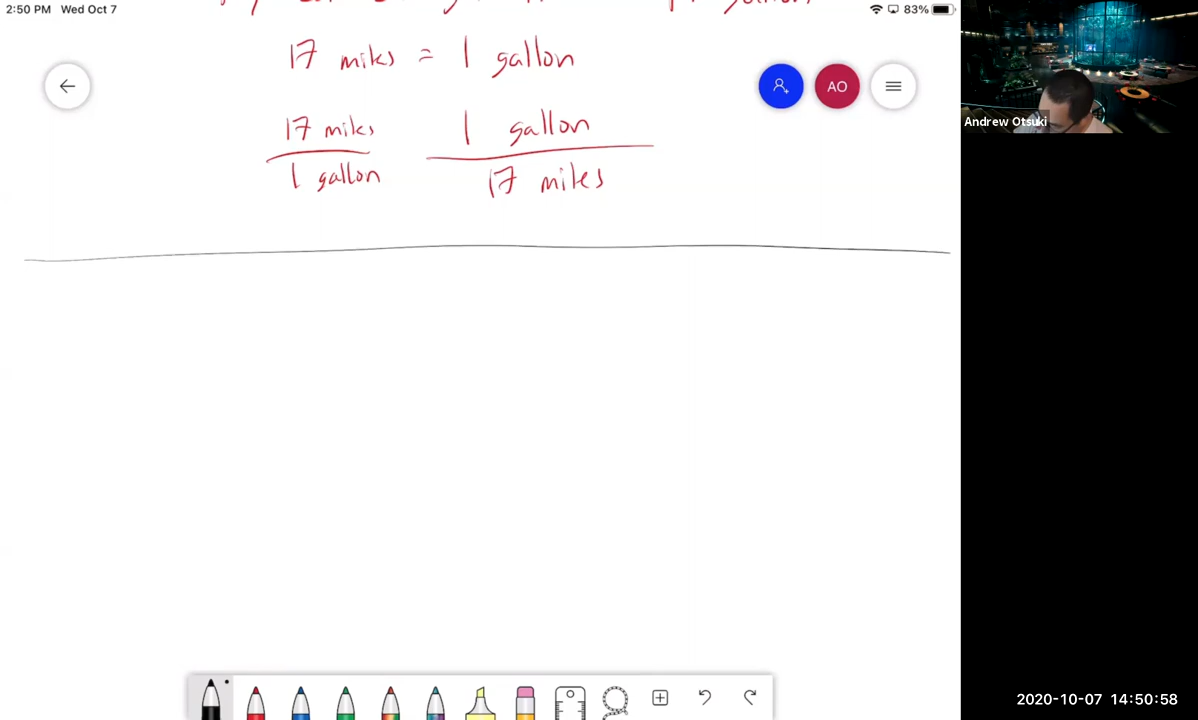 2:50 PM Wed Oct 7
83%
gallon.
17 miles = 1 gallon
AO
17 miles
1 gallon
1 gallon
17 miles
Andrew Otsuki
2020-10-07 14:50:58